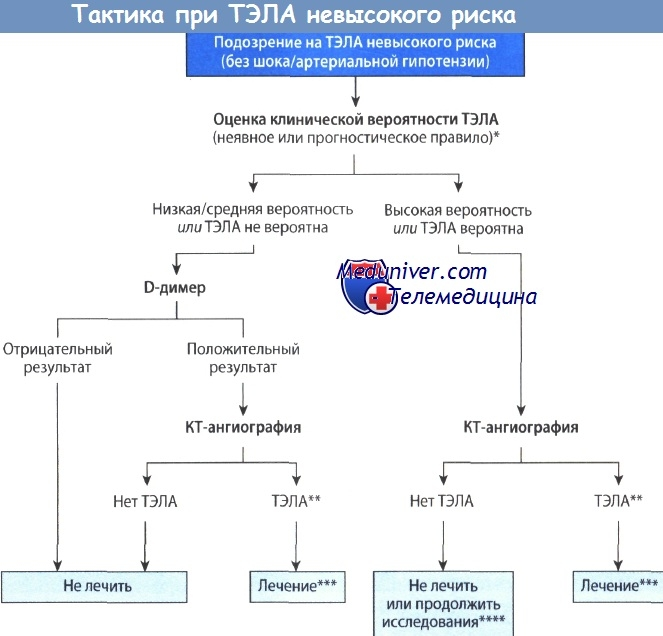 Тактика при ТЭЛА невысокого риска
Подозрение на ТЭЛА невысокого риска
(без шока/артериальной гипотензии)
Оценка клинической вероятности ТЭЛА
(неявное или прогностическое правило)*
Низкая/средняя вероятность
или ТЭЛА не вероятна
Высокая вероятность
или ТЭЛА вероятна
Meduniver.com
Телемедицина
D-димер
Отрицательный
результат
Положительный
результат
КТ-ангиография
КТ-ангиография
Нет ТЭЛА
ТЭЛА**
Нет ТЭЛА
ТЭЛА**
Не лечить
Лечение***
Не лечить
или продолжить
исследования****
Лечение***